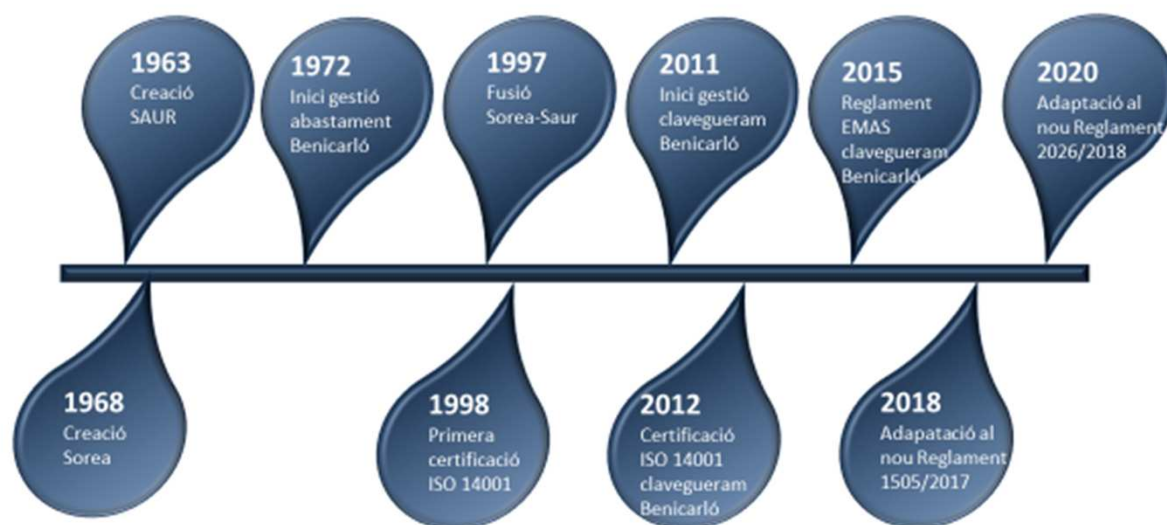 1963
Creació
SAUR
1972
Inici gestió
abastament
Benicarló
1997
Fusió
Sorea-Saur
2011
Inici gestió
clavegueram
Benicarló
2015
Reglament
EMAS
clavegueram
Benicarló
2020
Adaptació al
nou Reglament
2026/2018
1968
Creació
Sorea
1998
Primera
certificació
ISO 14001
2012
Certificació
ISO 14001
clavegueram
Benicarló
2018
Adapatació al
nou Reglament
1505/2017